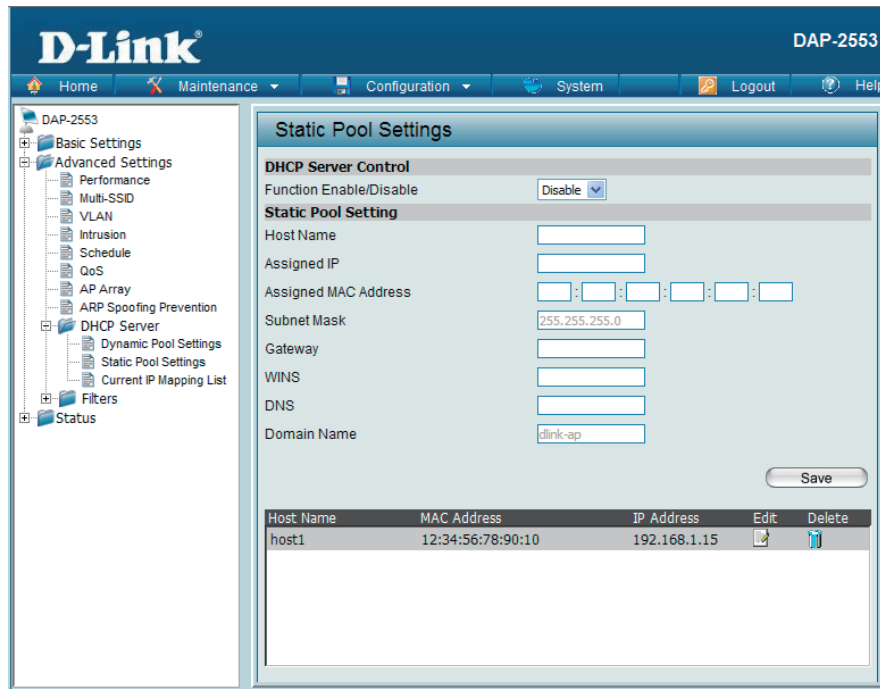 D-Link®
DAP-2553
Home Maintenance Configuration System Logout Help
DAP-2553
Basic Settings
Advanced Settings
Performance
Multi-SSID
VLAN
Intrusion
Schedule
QoS
AP Array
ARP Spoofing Prevention
DHCP Server
Dynamic Pool Settings
Static Pool Settings
Current IP Mapping List
Filters
Status
Static Pool Settings
DHCP Server Control
Function Enable/Disable Disable
Static Pool Setting
Host Name
Assigned IP
Assigned MAC Address : : : : :
Subnet Mask 255.255.255.0
Gateway
WINS
DNS
Domain Name dlink-ap
Save
Host Name MAC Address IP Address Edit Delete
host1 12:34:56:78:90:10 192.168.1.15